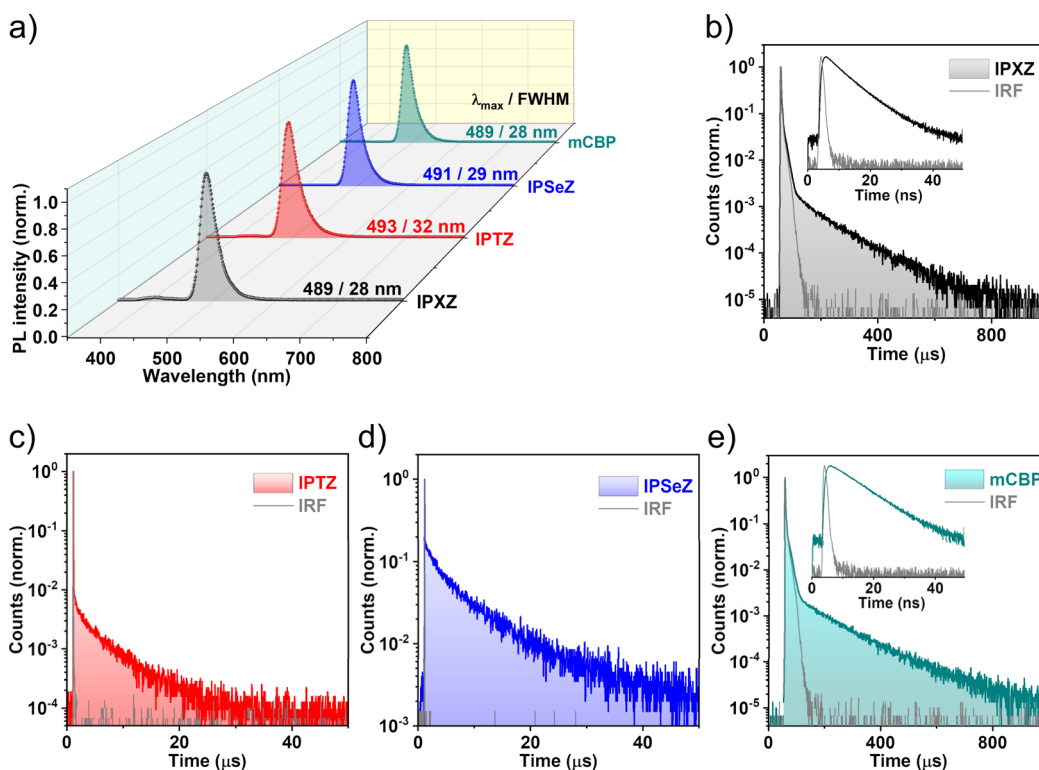 a)
λmax / FWHM
489 / 28 nm
mCBP
491 / 29 nm
IPSeZ
493 / 32 nm
IPTZ
489 / 28 nm
IPXZ
PL intensity (norm.)
1.0
0.8
0.6
0.4
0.2
0.0
400
500
600
700
800
Wavelength (nm)
b)
IPXZ
IRF
Counts (norm.)
10⁰
10⁻¹
10⁻²
10⁻³
10⁻⁴
10⁻⁵
0
20
40
Time (ns)
0
400
800
Time (μs)
c)
IPTZ
IRF
Counts (norm.)
10⁰
10⁻¹
10⁻²
10⁻³
10⁻⁴
0
20
40
Time (μs)
d)
IPSeZ
IRF
Counts (norm.)
10⁰
10⁻¹
10⁻²
10⁻³
0
20
40
Time (μs)
e)
mCBP
IRF
Counts (norm.)
10⁰
10⁻¹
10⁻²
10⁻³
10⁻⁴
10⁻⁵
0
20
40
Time (ns)
0
400
800
Time (μs)